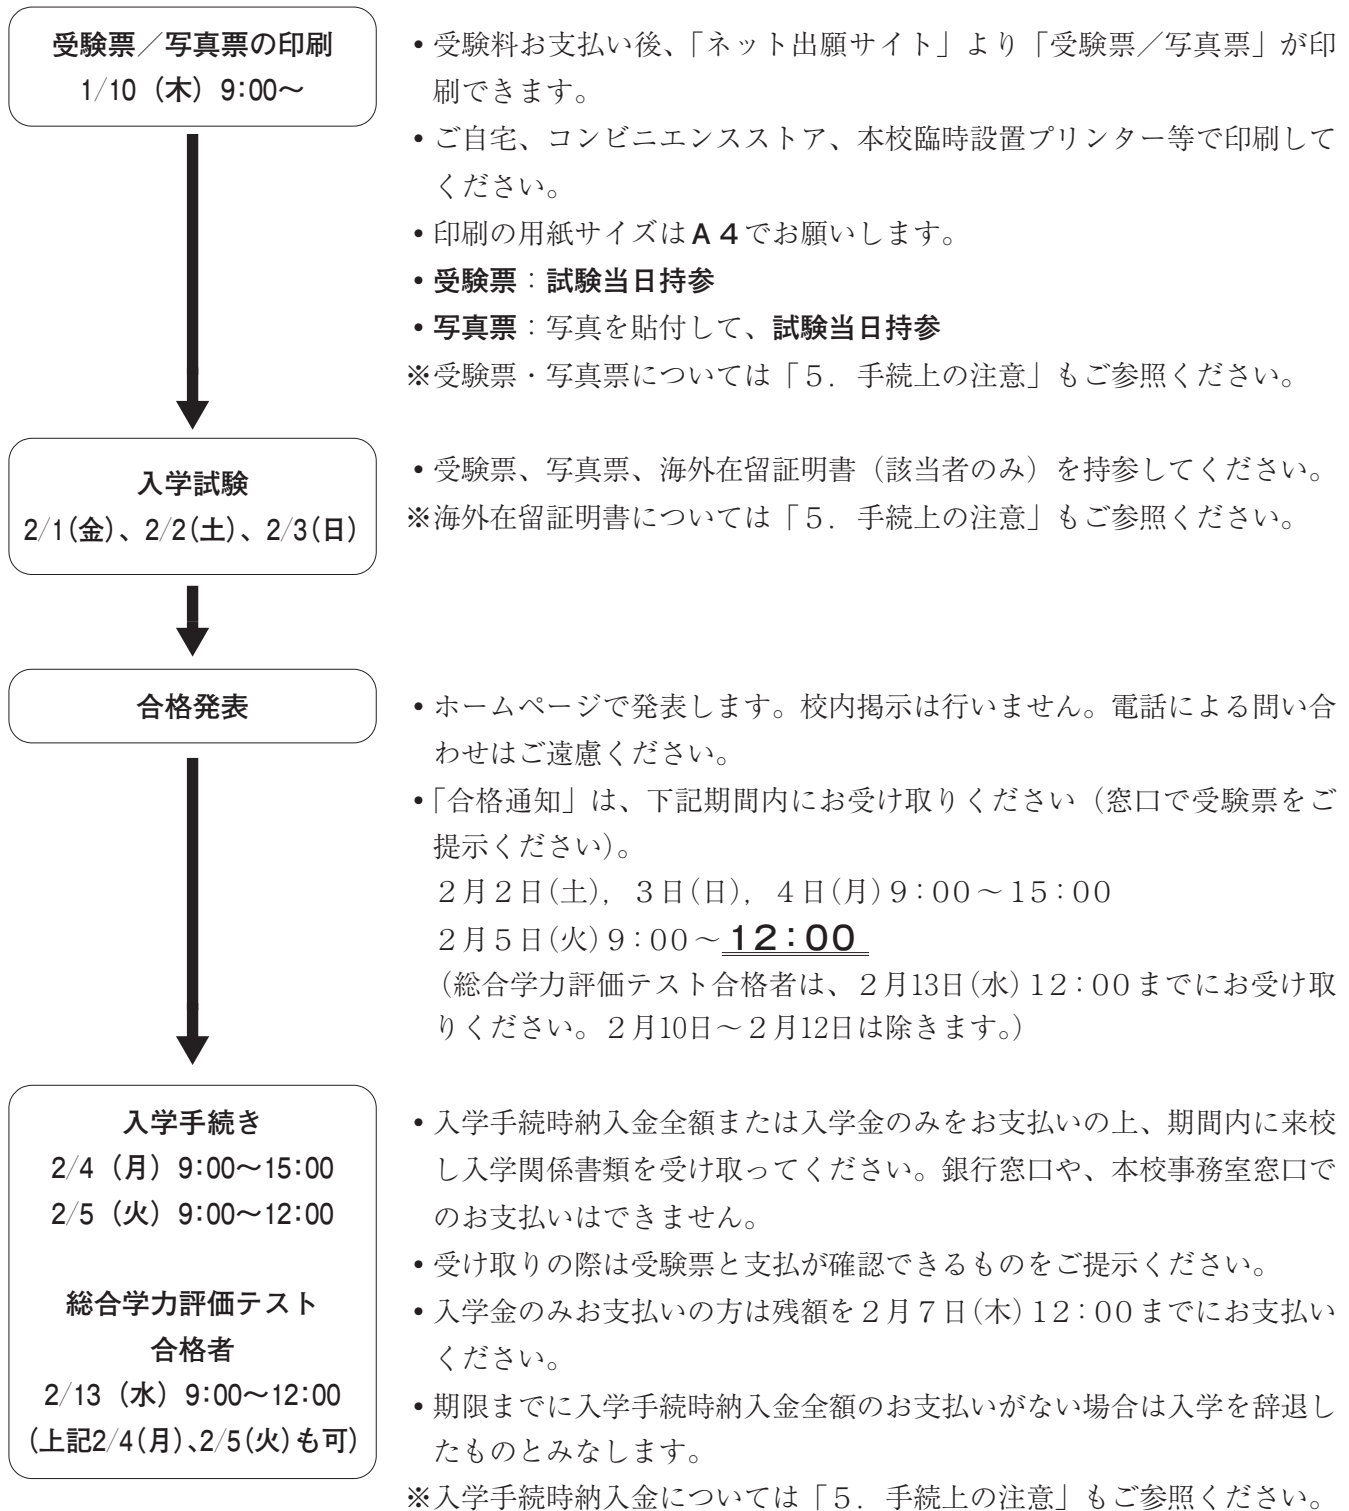 受験票／写真票の印刷
1/10（木）9:00～
•受験料お支払い後、「ネット出願サイト」より「受験票／写真票」が印
刷できます。
•ご自宅、コンビニエンスストア、本校臨時設置プリンター等で印刷して
ください。
•印刷の用紙サイズはA４でお願いします。
•受験票：試験当日持参
•写真票：写真を貼付して、試験当日持参
※受験票・写真票については「５．手続上の注意」もご参照ください。
入学試験
2/1(金)、2/2(土)、2/3(日)
•受験票、写真票、海外在留証明書（該当者のみ）を持参してください。
※海外在留証明書については「５．手続上の注意」もご参照ください。
合格発表
•ホームページで発表します。校内掲示は行いません。電話による問い合
わせはご遠慮ください。
•「合格通知」は、下記期間内にお受け取りください（窓口で受験票をご
提示ください）。
２月２日(土)，３日(日)，４日(月)９：００～１５：００
２月５日(火)９：００～１２：００
（総合学力評価テスト合格者は、２月13日(水)１２：００までにお受け取
りください。２月10日～２月12日は除きます。）
入学手続き
2/4（月）9:00～15:00
2/5（火）9:00～12:00
総合学力評価テスト
合格者
2/13（水）9:00～12:00
(上記2/4(月)、2/5(火)も可)
•入学手続時納入金全額または入学金のみをお支払いの上、期間内に来校
し入学関係書類を受け取ってください。銀行窓口や、本校事務室窓口で
のお支払いはできません。
•受け取りの際は受験票と支払が確認できるものをご提示ください。
•入学金のみお支払いの方は残額を２月７日(木)１２：００までにお支払い
ください。
•期限までに入学手続時納入金全額のお支払いがない場合は入学を辞退し
たものとみなします。
※入学手続時納入金については「５．手続上の注意」もご参照ください。